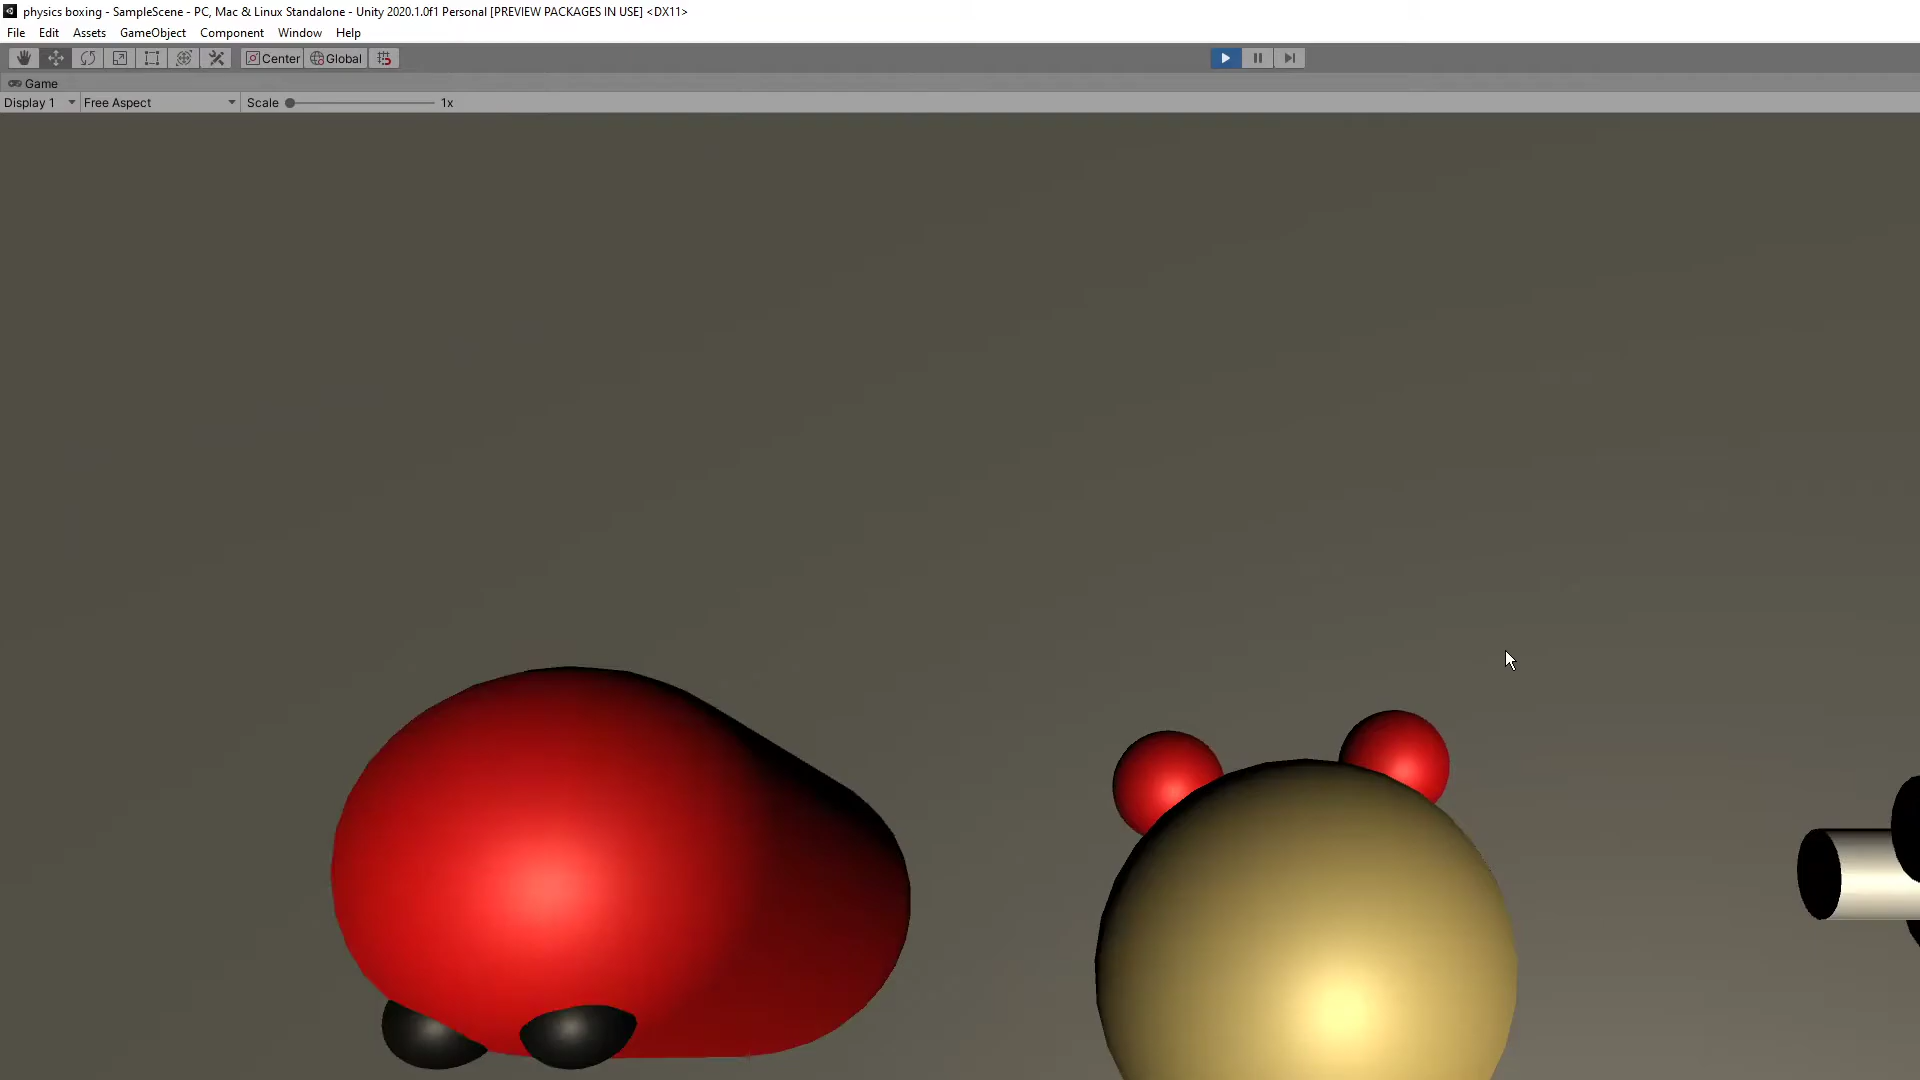 physics boxing - SampleScene - PC, Mac & Linux Standalone - Unity 2020.1.0f1 Personal [PREVIEW PACKAGES IN USE] <DX11>
File Edit Assets GameObject Component Window Help
Center Global
Game
Display 1 Free Aspect Scale 1x